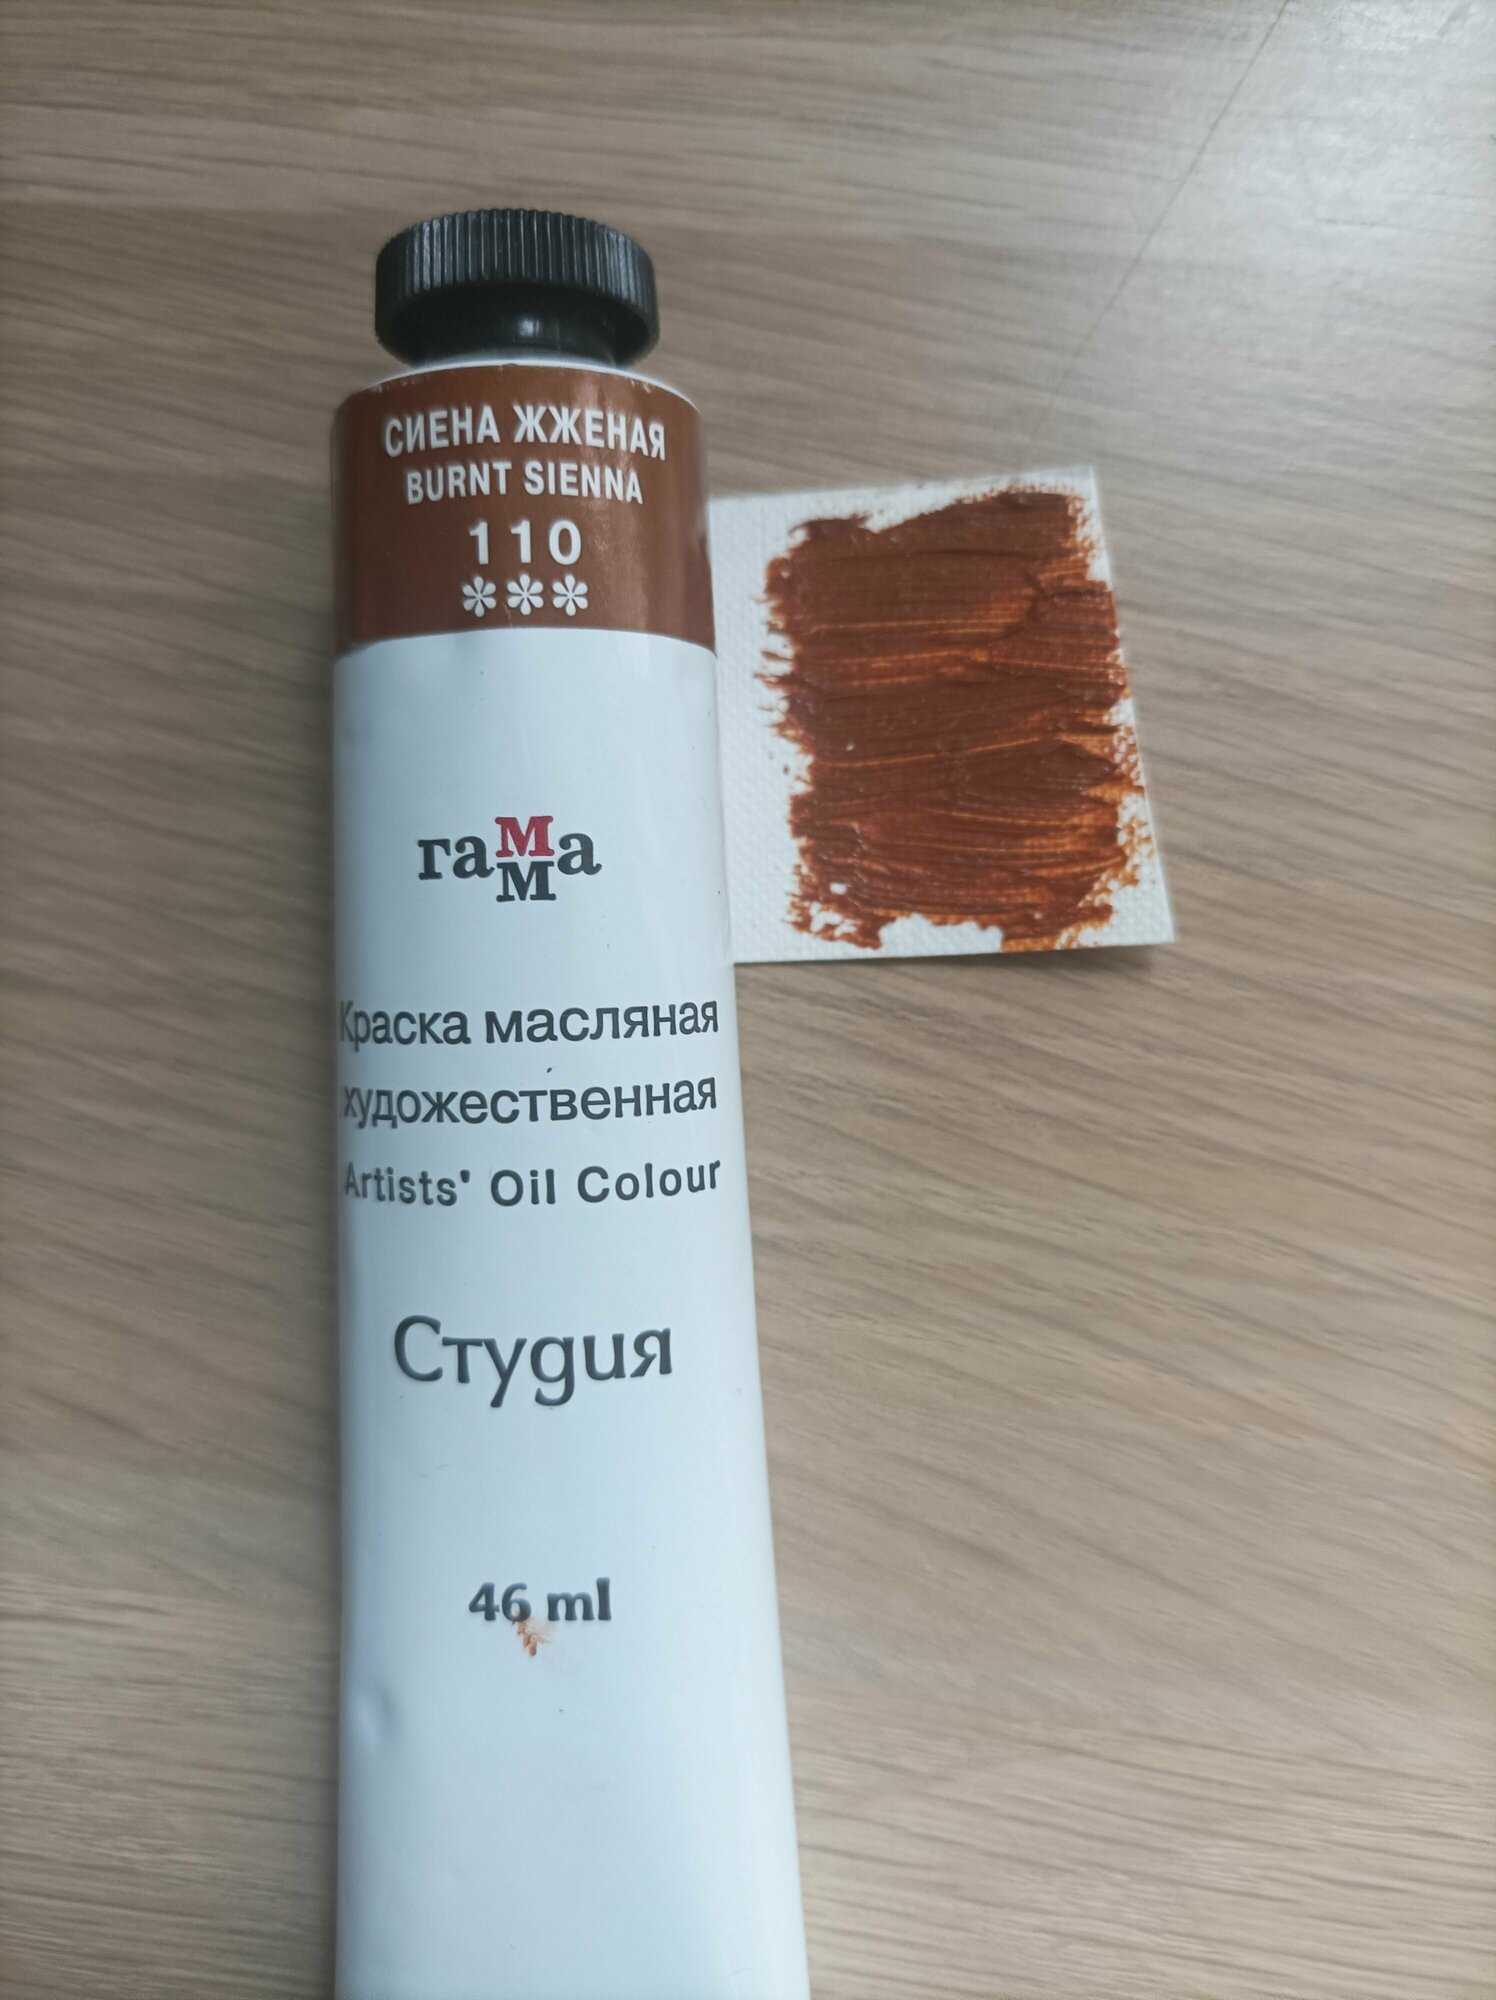 СИЕНА ЖЖЕНАЯ
BURNT SIENNA
110
***
гамма
Краска масляная
художественная
Artists' Oil Colour
Студия
46 ml